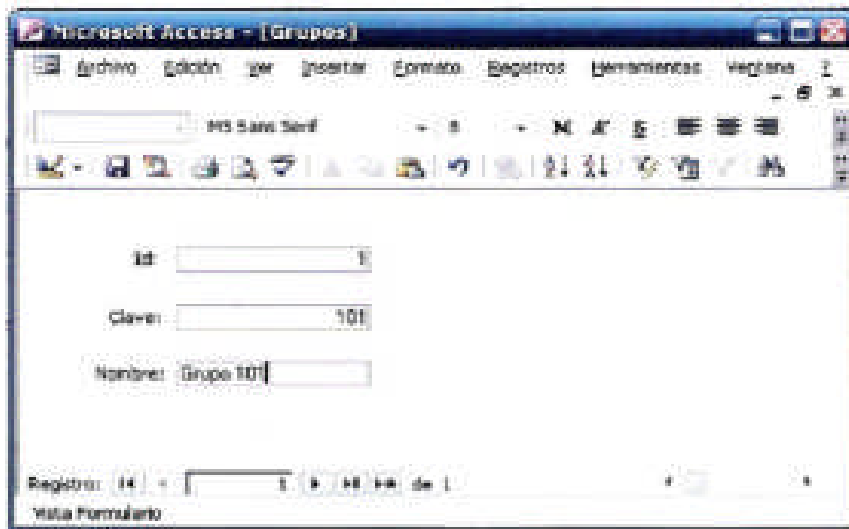 Microsoft Access - [Grupos]
Archivo Edición Ver Insertar Formato Registros Herramientas Ventana ?
MS Sans Serif 8 N K S
Id: 1
Clave: 101
Nombre: Grupo 101
Registro: 1 de 1
Vista Formulario